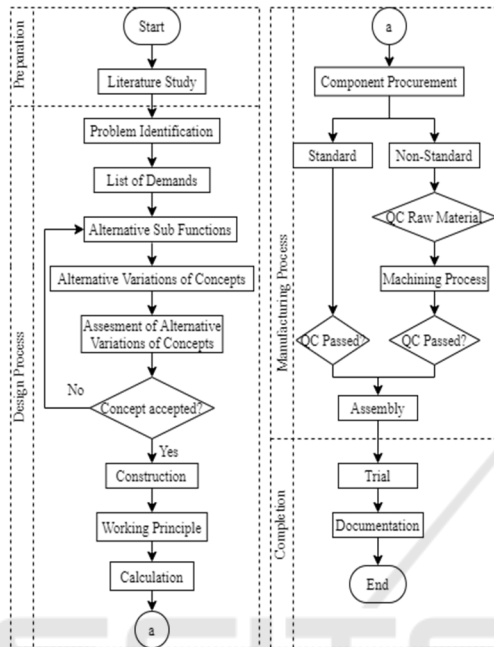 Preparation
Start
Literature Study
Design Process
Problem Identification
List of Demands
Alternative Sub Functions
Alternative Variations of Concepts
Assesment of Alternative
Variations of Concepts
No
Concept accepted?
Yes
Construction
Working Principle
Calculation
a
Manufacturing Process
a
Component Procurement
Standard
Non-Standard
QC Raw Material
Machining Process
QC Passed?
QC Passed?
Assembly
Completion
Trial
Documentation
End